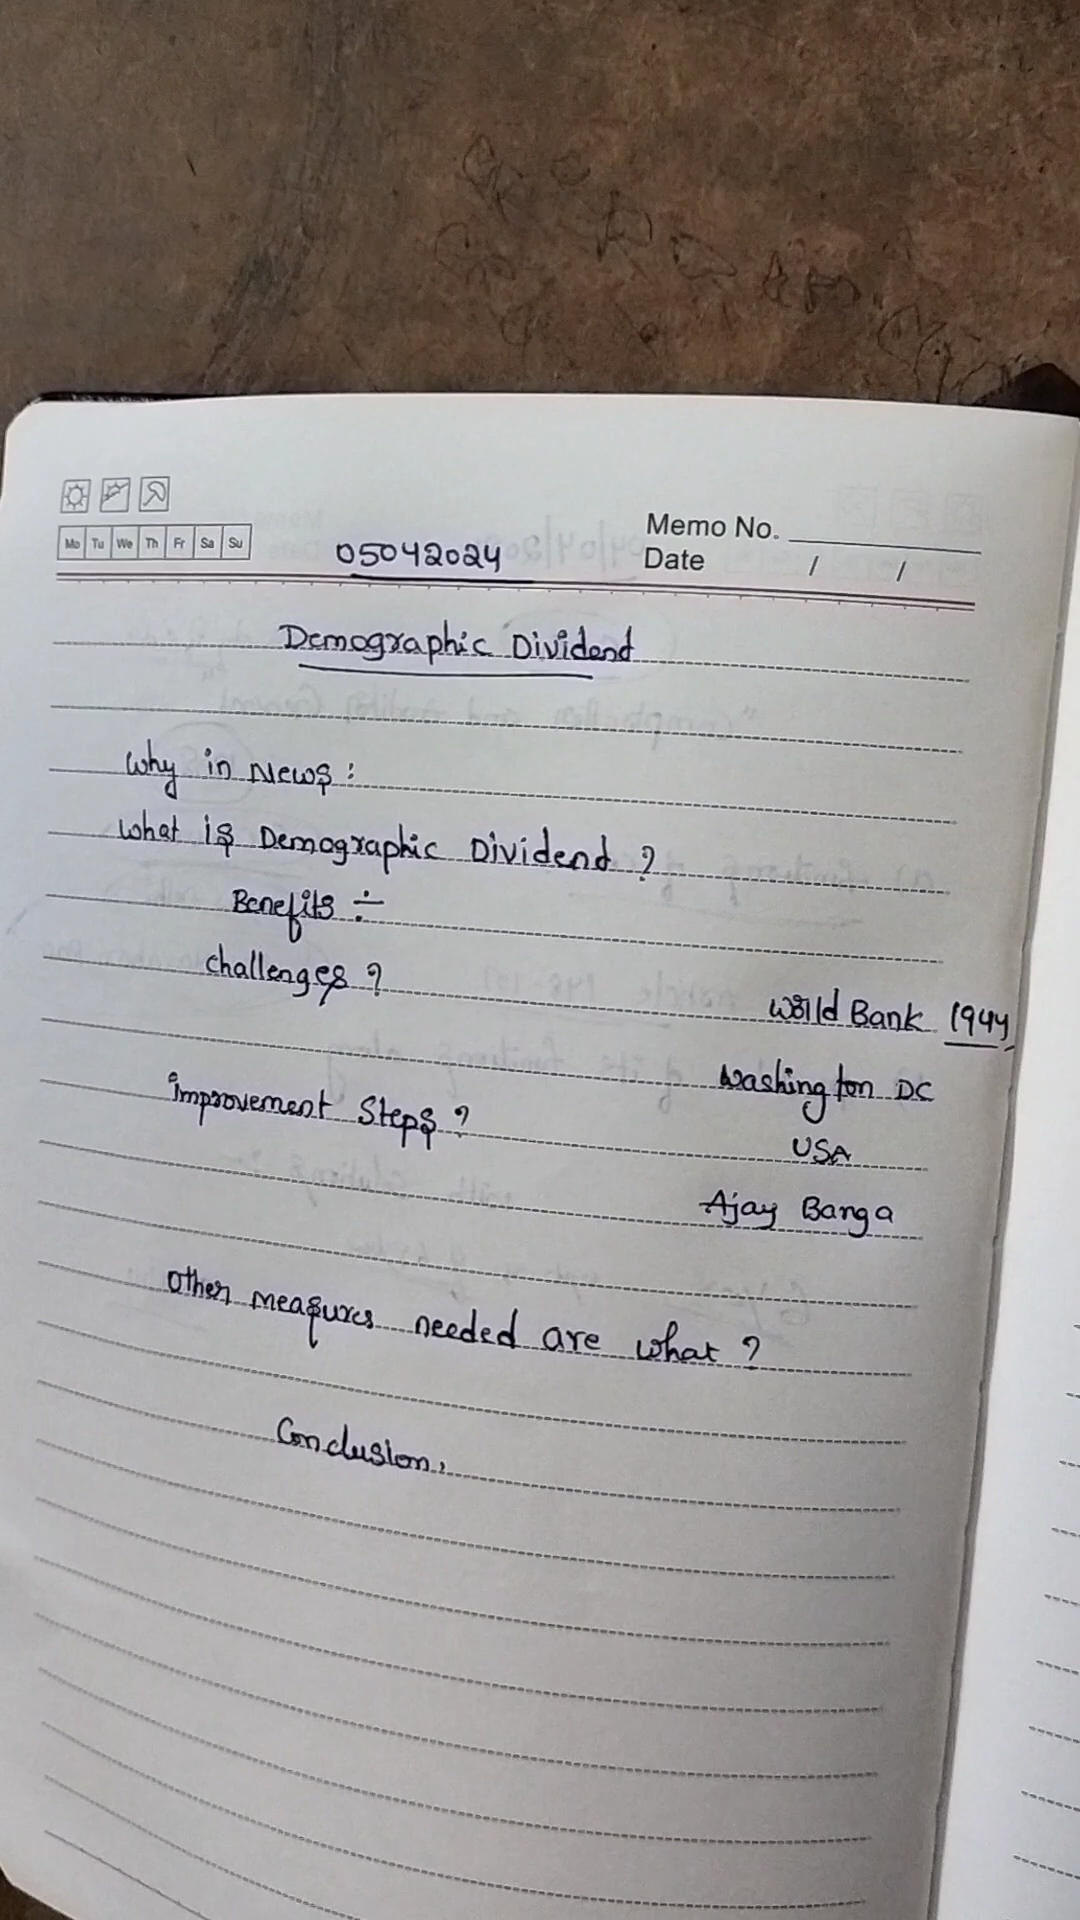 Memo No.
Mo Tu We Th Fr Sa Su
05042024
Date / /
Demographic Dividend
Why in News :
What is Demographic Dividend ?
Benefits ÷
Challenges ?
World Bank 1944,
Washington DC
Improvement Steps ?
USA
Ajay Banga
Other measures needed are what ?
Conclusion,